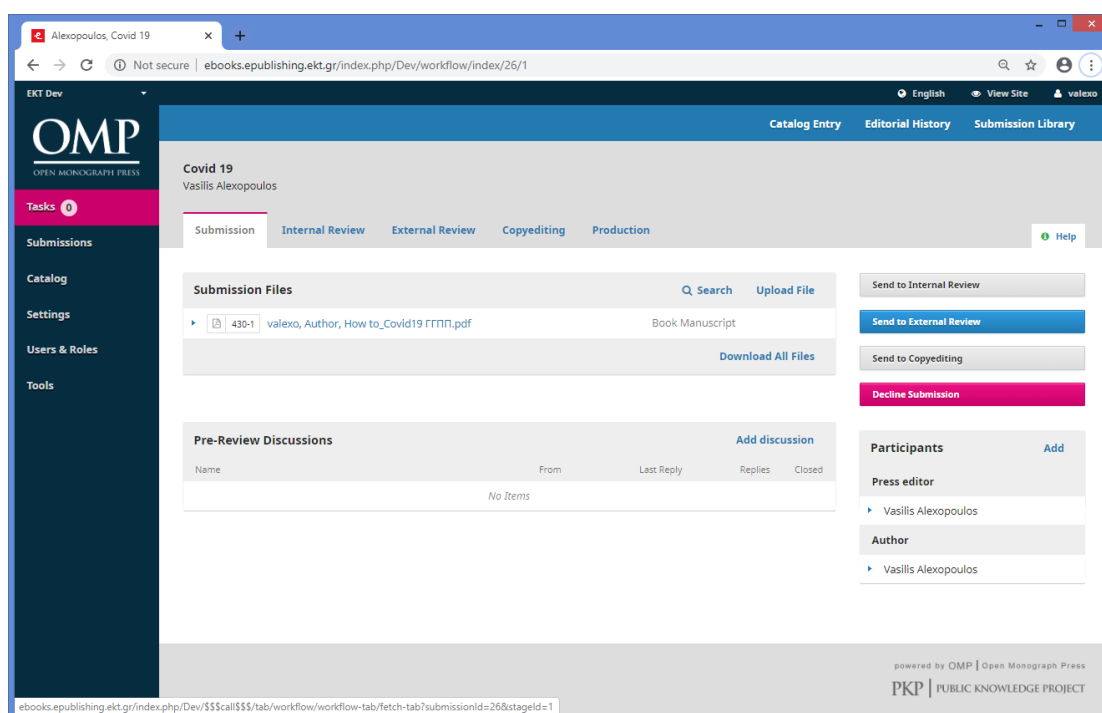 Alexopoulos, Covid 19
Not secure | ebooks.epublishing.ekt.gr/index.php/Dev/workflow/index/26/1
EKT Dev
English View Site valexo
OMP
OPEN MONOGRAPH PRESS
Catalog Entry Editorial History Submission Library
Covid 19
Vasilis Alexopoulos
Tasks 0
Submissions
Catalog
Settings
Users & Roles
Tools
Submission Internal Review External Review Copyediting Production
Help
Submission Files Search Upload File
430-1 valexo, Author, How to_Covid19 ΓΓΠΠ.pdf Book Manuscript
Download All Files
Send to Internal Review
Send to External Review
Send to Copyediting
Decline Submission
Pre-Review Discussions Add discussion
Name From Last Reply Replies Closed
No Items
Participants Add
Press editor
Vasilis Alexopoulos
Author
Vasilis Alexopoulos
powered by OMP | Open Monograph Press
PKP | PUBLIC KNOWLEDGE PROJECT
ebooks.epublishing.ekt.gr/index.php/Dev/$$$call$$$/tab/workflow/workflow-tab/fetch-tab?submissionId=26&stageId=1